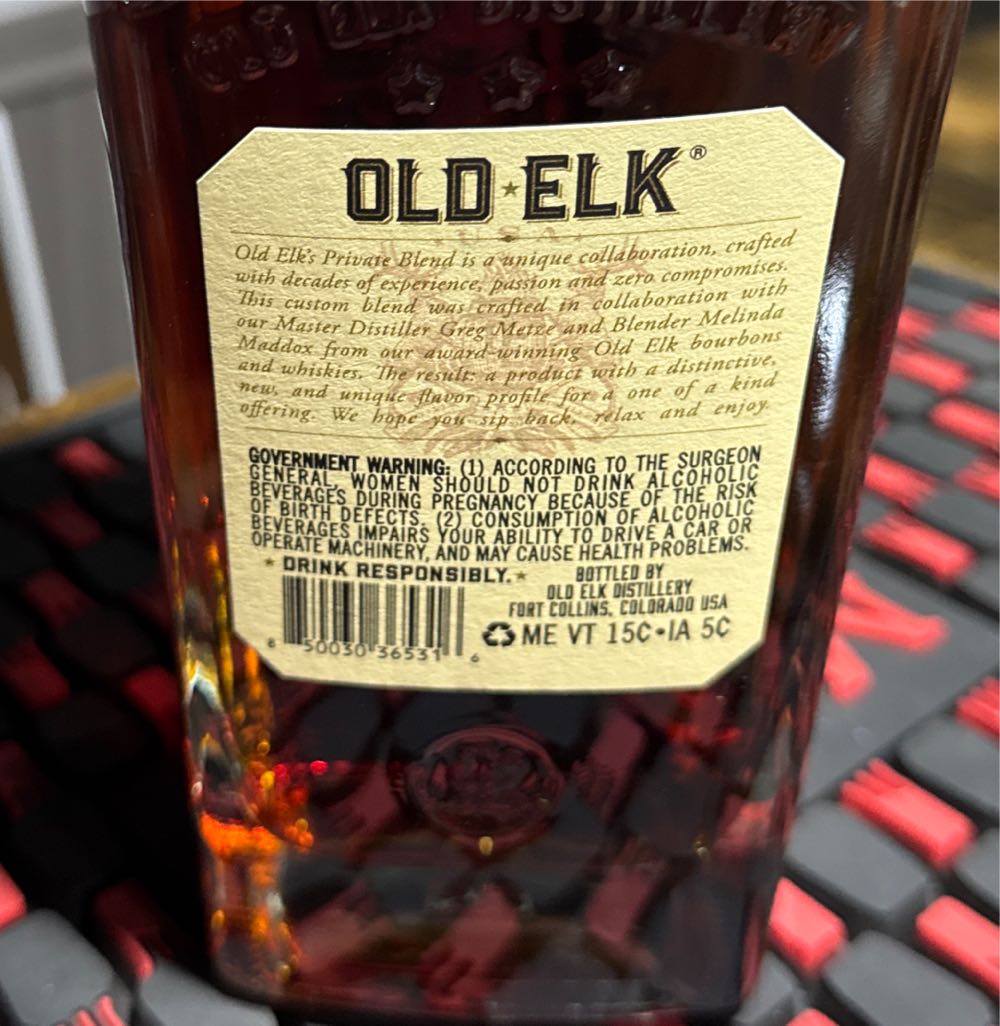 OLD ELK DISTILLERY
OLD★ELK®
USA
Old Elk's Private Blend is a unique collaboration, crafted
with decades of experience, passion and zero compromises.
This custom blend was crafted in collaboration with
our Master Distiller Greg Metze and Blender Melinda
Maddox from our award-winning Old Elk bourbons
and whiskies. The result: a product with a distinctive,
new, and unique flavor profile for a one of a kind
offering. We hope you sip back, relax and enjoy.
GOVERNMENT WARNING: (1) ACCORDING TO THE SURGEON
GENERAL, WOMEN SHOULD NOT DRINK ALCOHOLIC
BEVERAGES DURING PREGNANCY BECAUSE OF THE RISK
OF BIRTH DEFECTS. (2) CONSUMPTION OF ALCOHOLIC
BEVERAGES IMPAIRS YOUR ABILITY TO DRIVE A CAR OR
OPERATE MACHINERY, AND MAY CAUSE HEALTH PROBLEMS.
★ DRINK RESPONSIBLY. ★
BOTTLED BY
OLD ELK DISTILLERY
FORT COLLINS, COLORADO USA
ME VT 15C•IA 5C
8 50030 36531 6